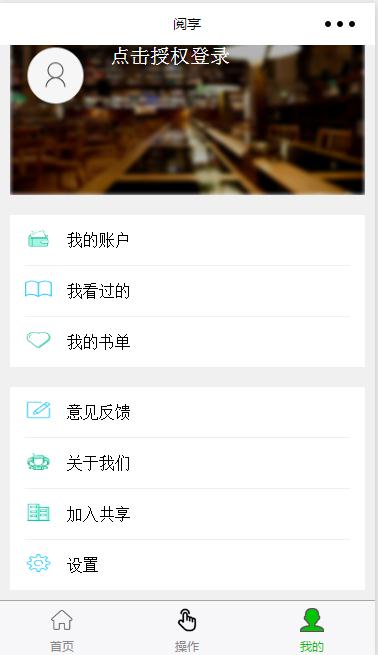 阅享
点击授权登录
我的账户
我看过的
我的书单
意见反馈
关于我们
加入共享
设置
首页
操作
我的